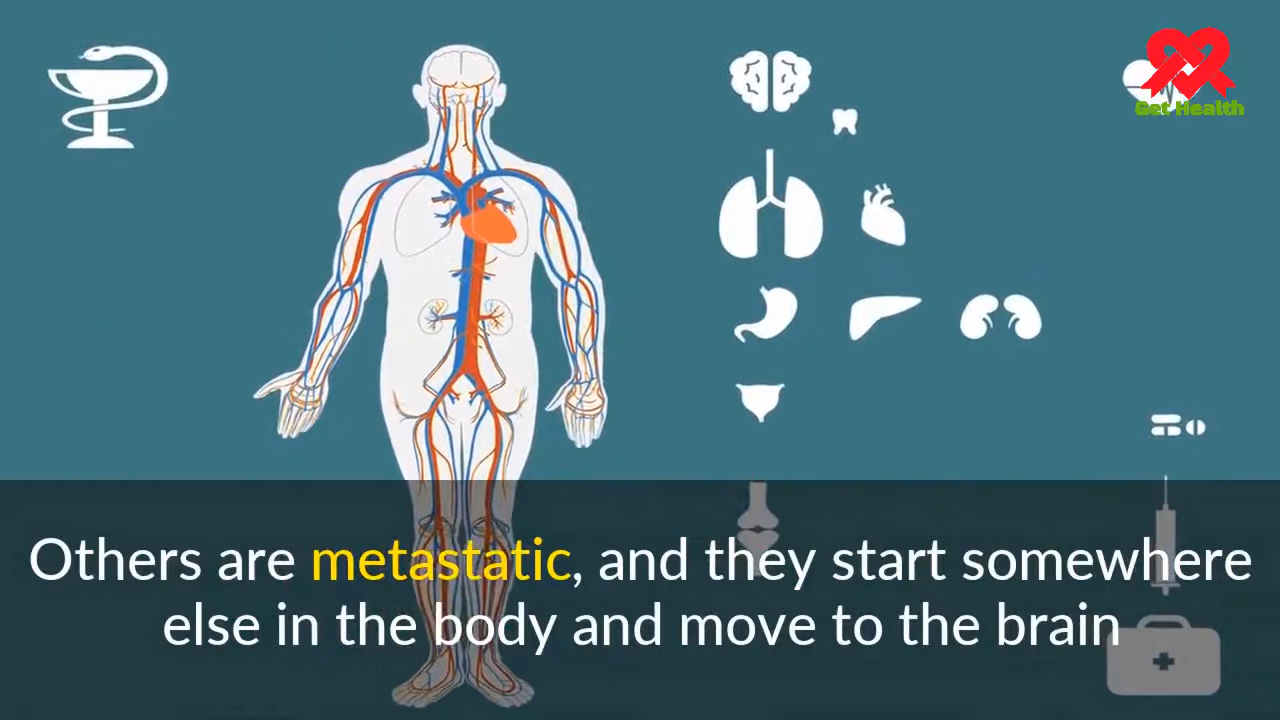 Get Health
Others are metastatic, and they start somewhere
else in the body and move to the brain